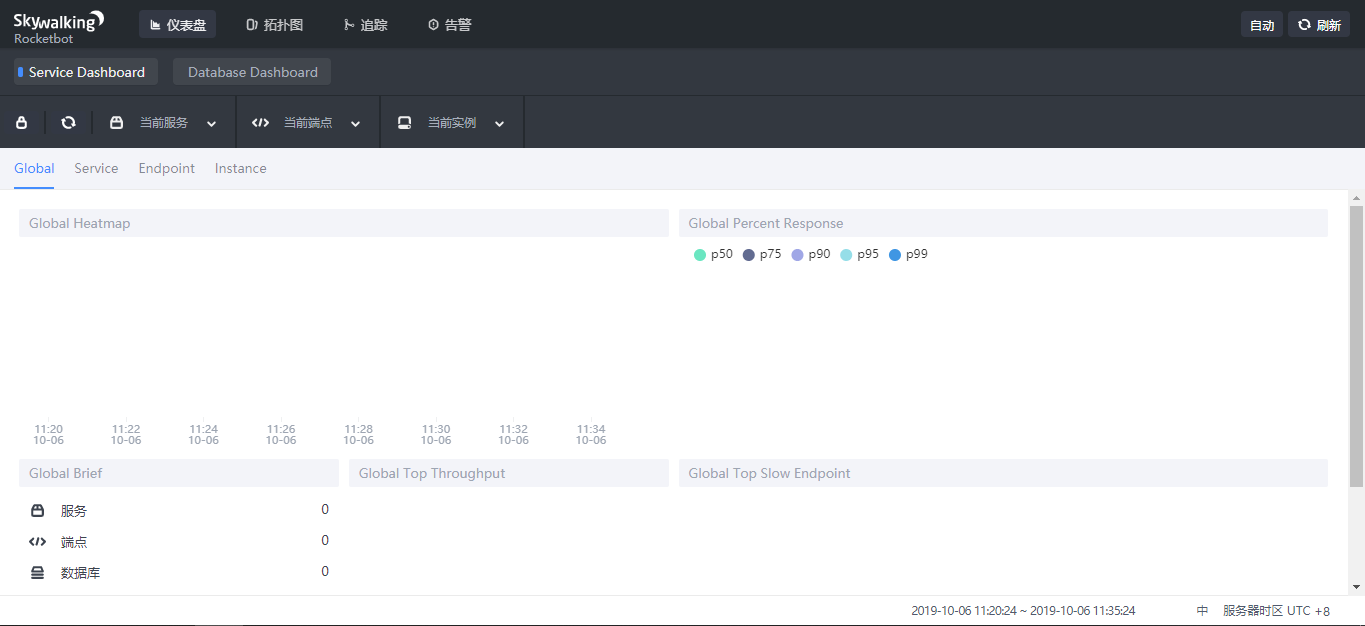 Skywalking
Rocketbot
仪表盘 拓扑图 追踪 告警 自动 刷新
Service Dashboard Database Dashboard
当前服务 当前端点 当前实例
Global Service Endpoint Instance
Global Heatmap Global Percent Response
p50 p75 p90 p95 p99
11:20 11:22 11:24 11:26 11:28 11:30 11:32 11:34
10-06 10-06 10-06 10-06 10-06 10-06 10-06 10-06
Global Brief Global Top Throughput Global Top Slow Endpoint
服务 0
端点 0
数据库 0
2019-10-06 11:20:24 ~ 2019-10-06 11:35:24 中 服务器时区 UTC +8